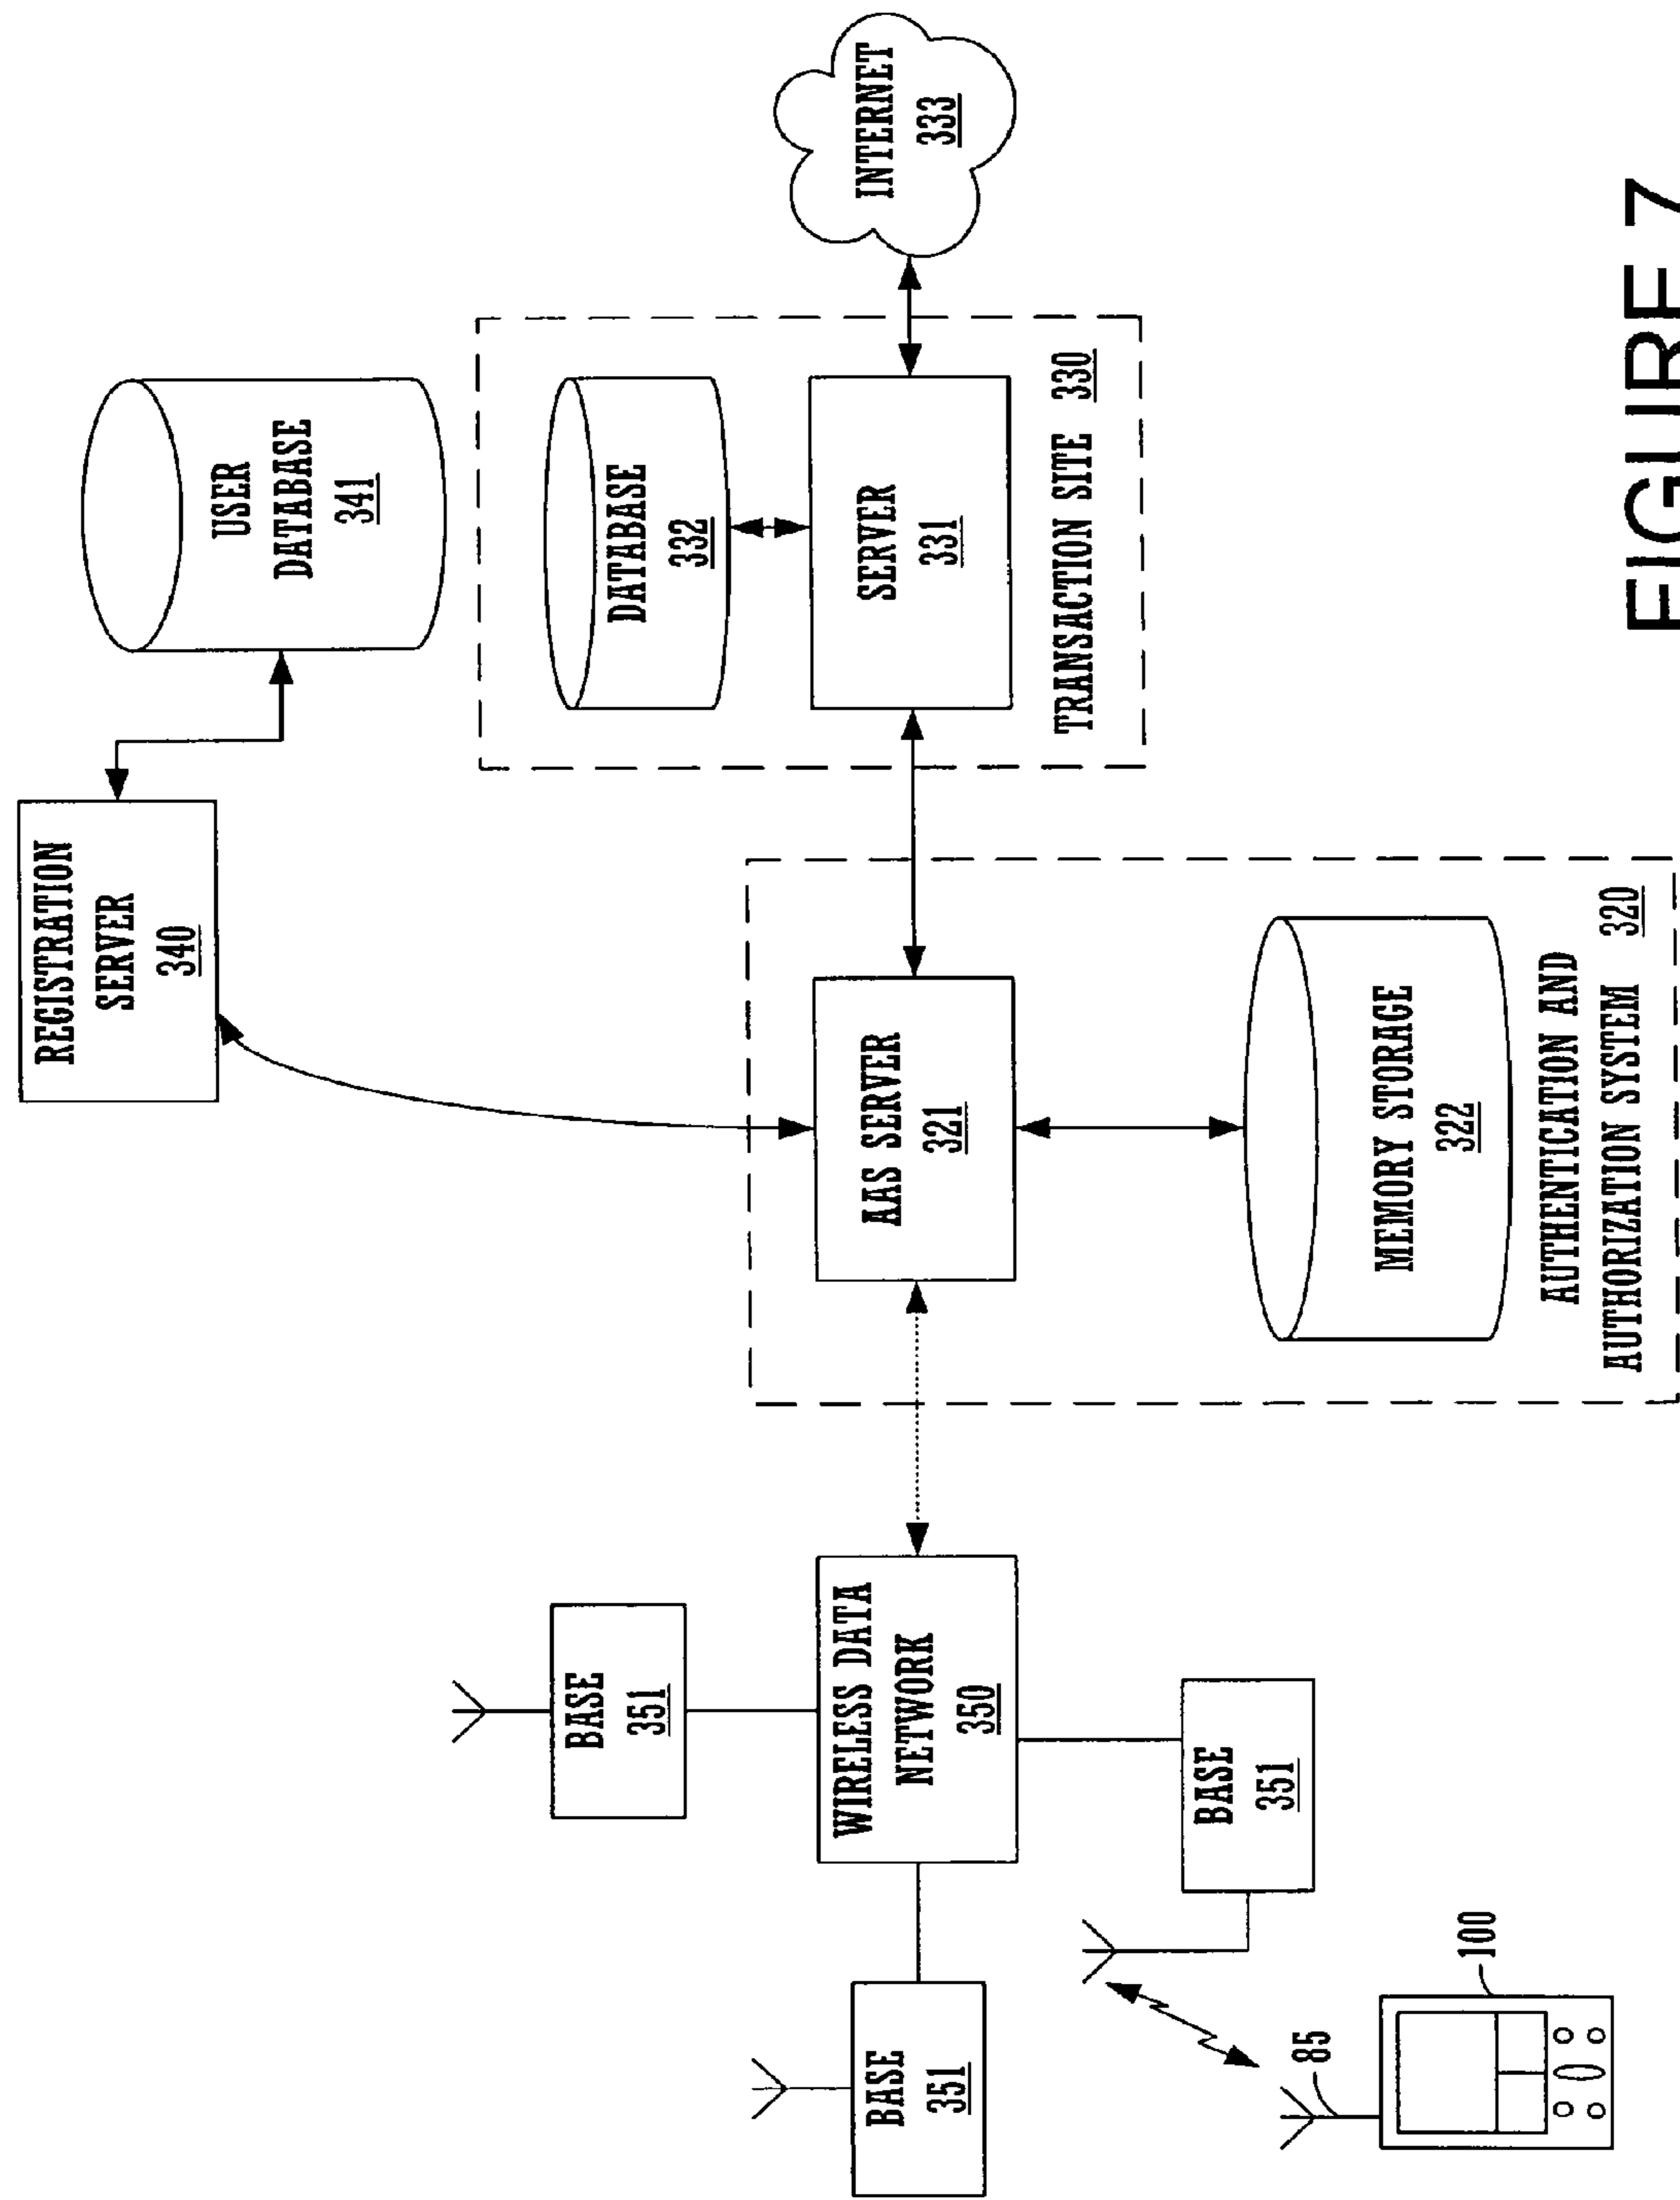 REGISTRATION
SERVER
340
USER
DATABASE
341
BASE
351
BASE
351
WIRELESS DATA
NETWORK
350
BASE
351
85
100
AAS SERVER
321
MEMORY STORAGE
322
AUTHENTICATION AND
AUTHORIZATION SYSTEM 320
DATABASE
332
SERVER
331
TRANSACTION SITE 330
INTERNET
333
FIGURE 7